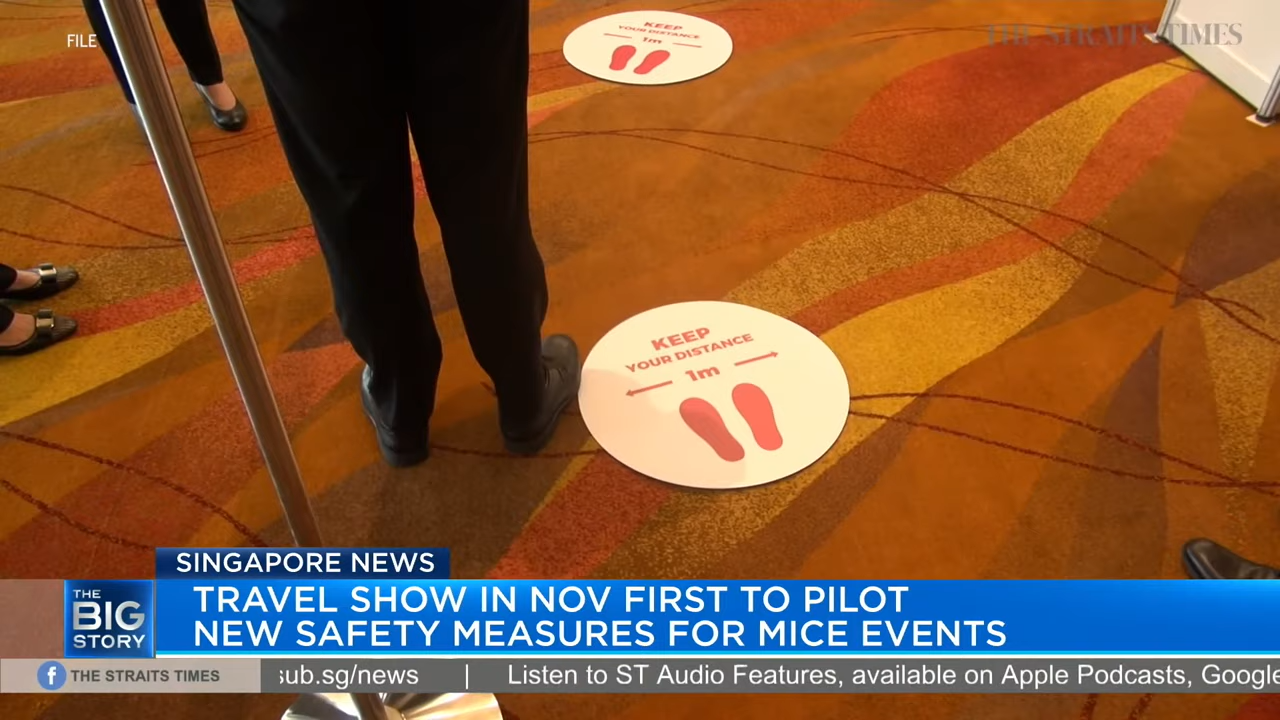 FILE
THE STRAITS TIMES
KEEP
YOUR DISTANCE
1m
KEEP
YOUR DISTANCE
1m
SINGAPORE NEWS
THE
BIG
STORY
TRAVEL SHOW IN NOV FIRST TO PILOT
NEW SAFETY MEASURES FOR MICE EVENTS
f THE STRAITS TIMES
sub.sg/news | Listen to ST Audio Features, available on Apple Podcasts, Google